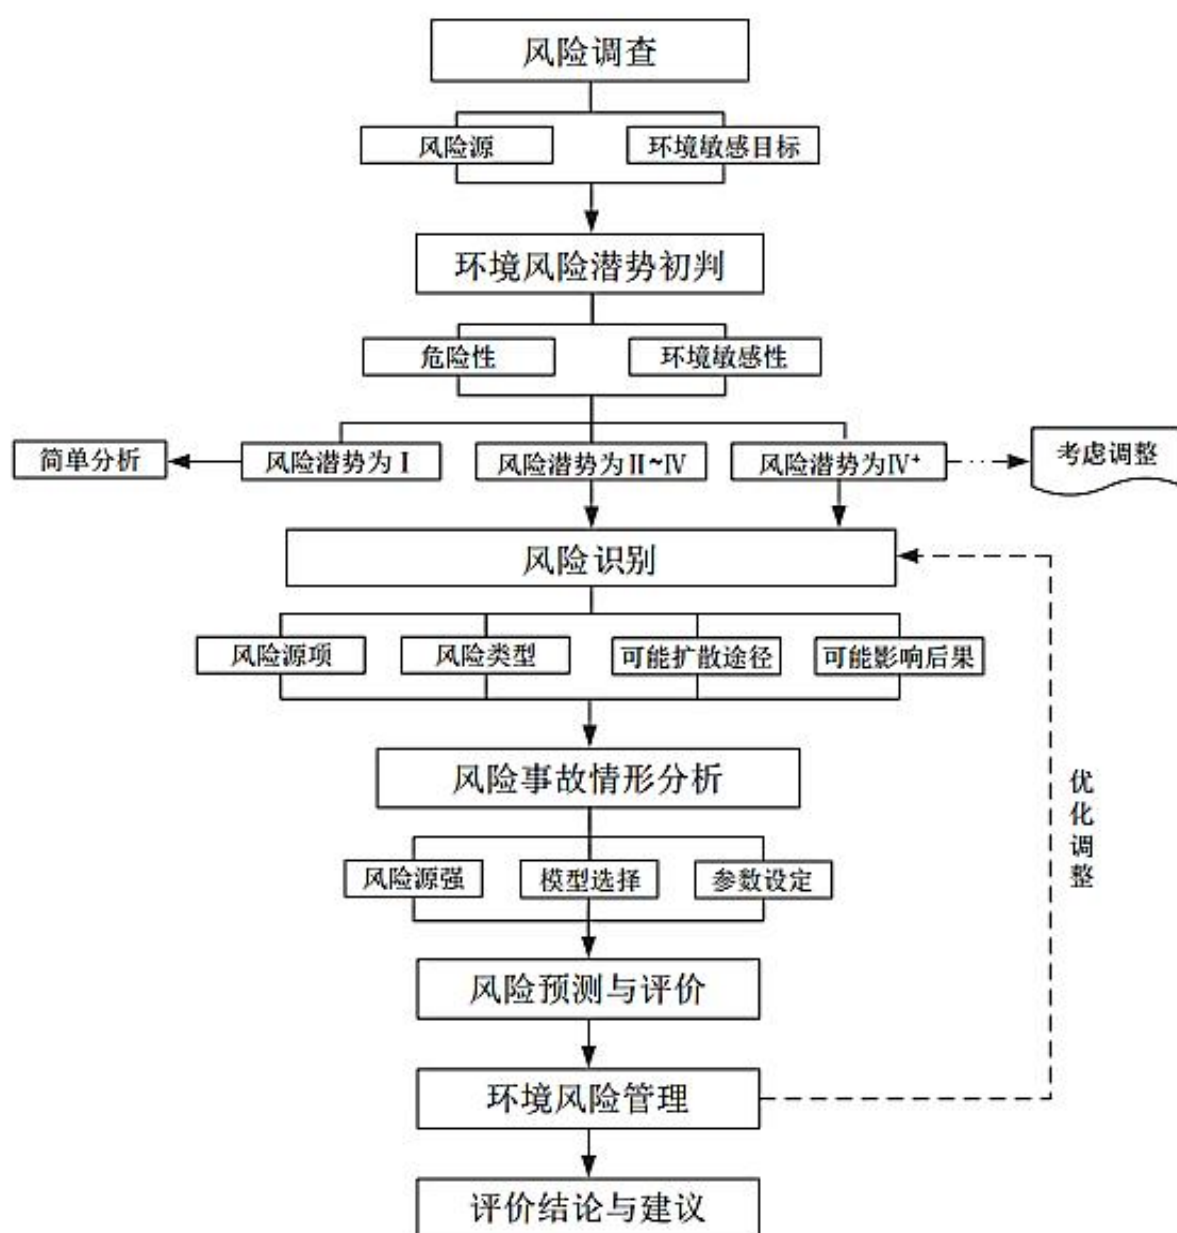 风险调查
风险源
环境敏感目标
环境风险潜势初判
危险性
环境敏感性
简单分析
风险潜势为Ⅰ
风险潜势为Ⅱ~Ⅳ
风险潜势为Ⅳ⁺
考虑调整
风险识别
风险源项
风险类型
可能扩散途径
可能影响后果
风险事故情形分析
优化调整
风险源强
模型选择
参数设定
风险预测与评价
环境风险管理
评价结论与建议